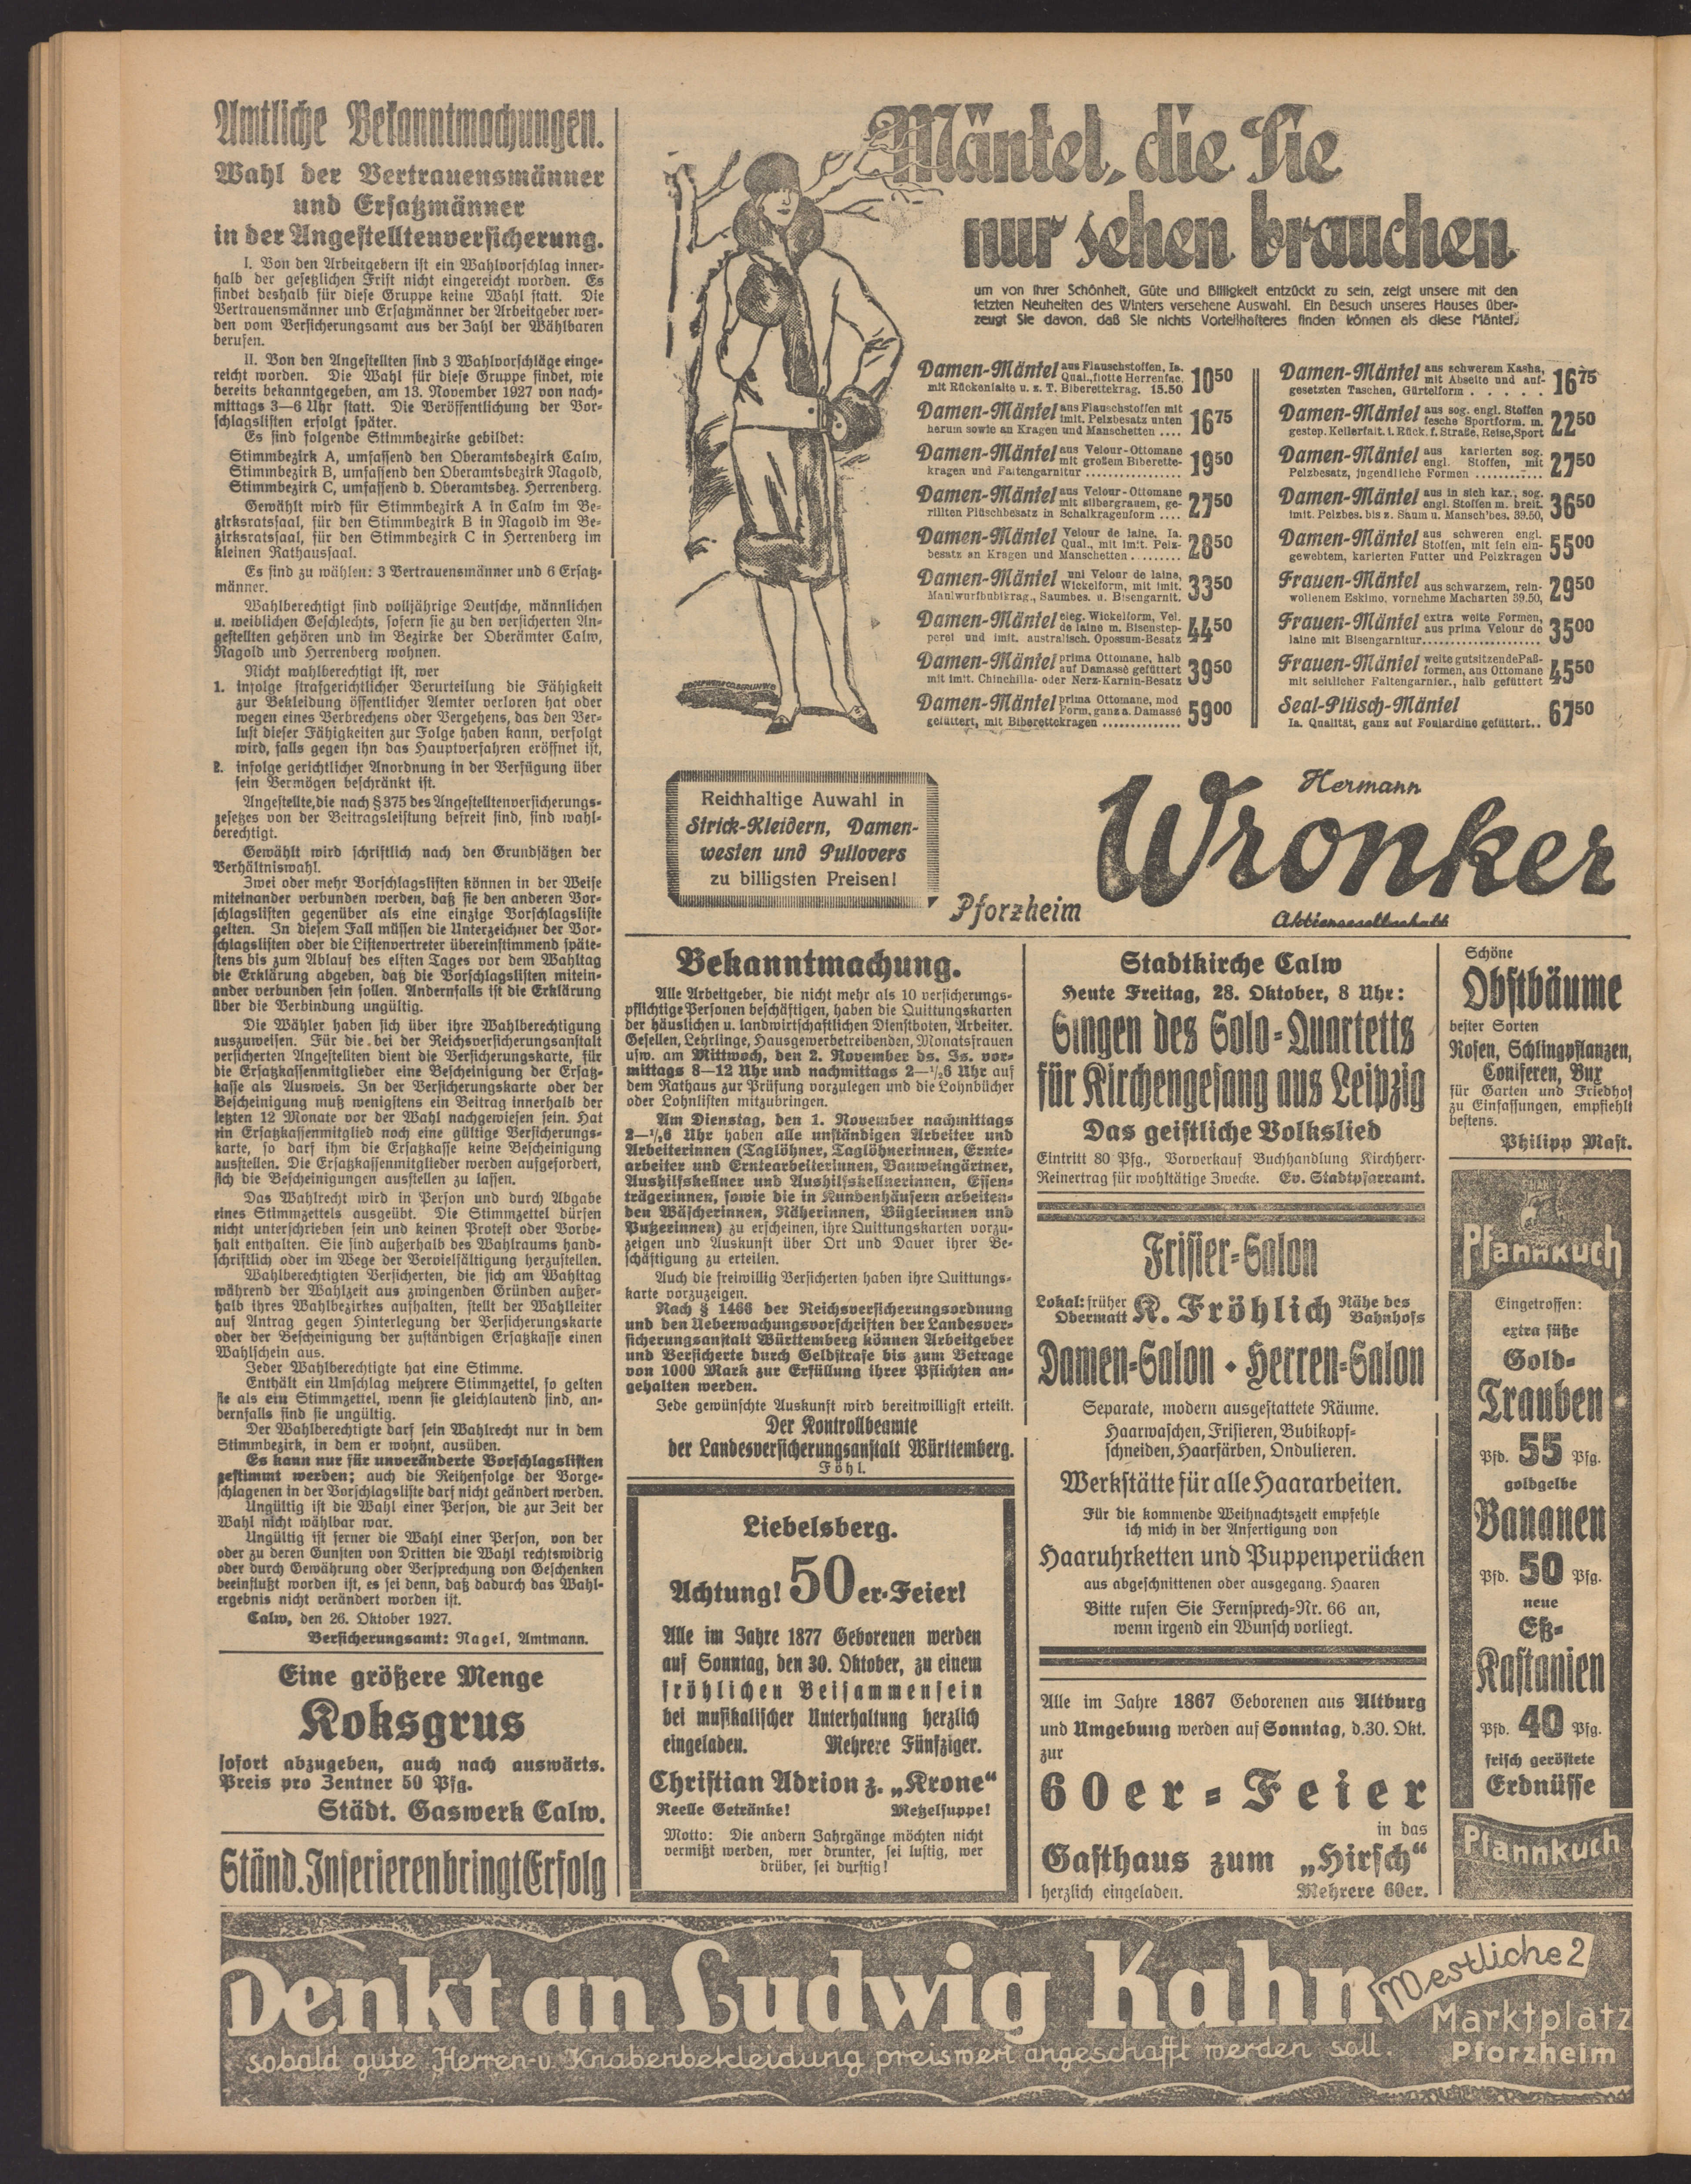 Amtliche Bekanntmachungen.
Wahl der Vertrauensmänner
und Ersatzmänner
in der Angestelltenversicherung.
I. Von den Arbeitgebern ist ein Wahlvorschlag inner-
halb der gesetzlichen Frist nicht eingereicht worden. Es
findet deshalb für diese Gruppe keine Wahl statt. Die
Vertrauensmänner und Ersatzmänner der Arbeitgeber wer-
den vom Versicherungsamt aus der Zahl der Wählbaren
berufen.
II. Von den Angestellten sind 3 Wahlvorschläge einge-
reicht worden. Die Wahl für diese Gruppe findet, wie
bereits bekanntgegeben, am 13. November 1927 von nach-
mittags 3—6 Uhr statt. Die Veröffentlichung der Vor-
schlagslisten erfolgt später.
Es sind folgende Stimmbezirke gebildet:
Stimmbezirk A, umfassend den Oberamtsbezirk Calw,
Stimmbezirk B, umfassend den Oberamtsbezirk Nagold,
Stimmbezirk C, umfassend d. Oberamtsbez. Herrenberg.
Gewählt wird für Stimmbezirk A in Calw im Be-
zirksratssaal, für den Stimmbezirk B in Nagold im Be-
zirksratssaal, für den Stimmbezirk C in Herrenberg im
kleinen Rathaussaal.
Es sind zu wählen: 3 Vertrauensmänner und 6 Ersatz-
männer.
Wahlberechtigt sind volljährige Deutsche, männlichen
u. weiblichen Geschlechts, sofern sie zu den versicherten An-
gestellten gehören und im Bezirke der Oberämter Calw,
Nagold und Herrenberg wohnen.
Nicht wahlberechtigt ist, wer
1. infolge strafgerichtlicher Verurteilung die Fähigkeit
zur Bekleidung öffentlicher Aemter verloren hat oder
wegen eines Verbrechens oder Vergehens, das den Ver-
lust dieser Fähigkeiten zur Folge haben kann, verfolgt
wird, falls gegen ihn das Hauptverfahren eröffnet ist,
2. infolge gerichtlicher Anordnung in der Verfügung über
sein Vermögen beschränkt ist.
Angestellte, die nach § 375 des Angestelltenversicherungs-
gesetzes von der Beitragsleistung befreit sind, sind wahl-
berechtigt.
Gewählt wird schriftlich nach den Grundsätzen der
Verhältniswahl.
Zwei oder mehr Vorschlagslisten können in der Weise
miteinander verbunden werden, daß sie den anderen Vor-
schlagslisten gegenüber als eine einzige Vorschlagsliste
gelten. In diesem Fall müssen die Unterzeichner der Vor-
schlagslisten oder die Listenvertreter übereinstimmend späte-
stens bis zum Ablauf des elften Tages vor dem Wahltag
die Erklärung abgeben, daß die Vorschlagslisten mitein-
ander verbunden sein sollen. Andernfalls ist die Erklärung
über die Verbindung ungültig.
Die Wähler haben sich über ihre Wahlberechtigung
auszuweisen. Für die bei der Reichsversicherungsanstalt
versicherten Angestellten dient die Versicherungskarte, für
die Ersatzkassenmitglieder eine Bescheinigung der Ersatz-
kasse als Ausweis. In der Versicherungskarte oder der
Bescheinigung muß wenigstens ein Beitrag innerhalb der
letzten 12 Monate vor der Wahl nachgewiesen sein. Hat
ein Ersatzkassenmitglied noch eine gültige Versicherungs-
karte, so darf ihm die Ersatzkasse keine Bescheinigung
ausstellen. Die Ersatzkassenmitglieder werden aufgefordert,
sich die Bescheinigungen ausstellen zu lassen.
Das Wahlrecht wird in Person und durch Abgabe
eines Stimmzettels ausgeübt. Die Stimmzettel dürfen
nicht unterschrieben sein und keinen Protest oder Vorbe-
halt enthalten. Sie sind außerhalb des Wahlraums hand-
schriftlich oder im Wege der Vervielfältigung herzustellen.
Wahlberechtigten Versicherten, die sich am Wahltag
während der Wahlzeit aus zwingenden Gründen außer-
halb ihres Wahlbezirkes aufhalten, stellt der Wahlleiter
auf Antrag gegen Hinterlegung der Versicherungskarte
oder der Bescheinigung der zuständigen Ersatzkasse einen
Wahlschein aus.
Jeder Wahlberechtigte hat eine Stimme.
Enthält ein Umschlag mehrere Stimmzettel, so gelten
sie als ein Stimmzettel, wenn sie gleichlautend sind, an-
dernfalls sind sie ungültig.
Der Wahlberechtigte darf sein Wahlrecht nur in dem
Stimmbezirk, in dem er wohnt, ausüben.
Es kann nur für unveränderte Vorschlagslisten
gestimmt werden; auch die Reihenfolge der Vorge-
schlagenen in der Vorschlagsliste darf nicht geändert werden.
Ungültig ist die Wahl einer Person, die zur Zeit der
Wahl nicht wählbar war.
Ungültig ist ferner die Wahl einer Person, von der
oder zu deren Gunsten von Dritten die Wahl rechtswidrig
oder durch Gewährung oder Versprechung von Geschenken
beeinflußt worden ist, es sei denn, daß dadurch das Wahl-
ergebnis nicht verändert worden ist.
Calw, den 26. Oktober 1927.
Versicherungsamt: Nagel, Amtmann.
Eine größere Menge
Koksgrus
sofort abzugeben, auch nach auswärts.
Preis pro Zentner 50 Pfg.
Städt. Gaswerk Calw.
Ständ. Inserieren bringt Erfolg
Mäntel, die Sie
nur sehen brauchen
um von ihrer Schönheit, Güte und Billigkeit entzückt zu sein, zeigt unsere mit den
letzten Neuheiten des Winters versehene Auswahl. Ein Besuch unseres Hauses über-
zeugt Sie davon, daß Sie nichts Vorteilhafteres finden können als diese Mäntel.
Damen-Mäntel aus Flauschstoffen, Ia.
Qual., flotte Herrenfac.
mit Rückenfalte u. z. T. Biberettekrag. 15.50 10 50
Damen-Mäntel aus Flauschstoffen mit
imit. Pelzbesatz unten
herum sowie an Kragen und Manschetten .... 16 75
Damen-Mäntel aus Velour-Ottomane
mit großem Biberette-
kragen und Faltengarnitur ................. 19 50
Damen-Mäntel aus Velour-Ottomane
mit silbergrauem, ge-
rillten Plüschbesatz in Schalkragenform .... 27 50
Damen-Mäntel Velour de laine, Ia.
Qual., mit imit. Pelz-
besatz an Kragen und Manschetten ........ 28 50
Damen-Mäntel uni Velour de laine,
Wickelform, mit imit.
Maulwurfbubikrag., Saumbes. u. Bisengarnit. 33 50
Damen-Mäntel eleg. Wickelform, Vel.
de laine m. Bisenstep-
perei und imit. australisch. Opossum-Besatz 44 50
Damen-Mäntel prima Ottomane, halb
auf Damassé gefüttert
mit imit. Chinchilla- oder Nerz-Karnin-Besatz 39 50
Damen-Mäntel prima Ottomane, mod
Form, ganz a. Damassé
gefüttert, mit Biberettekragen ............. 59 00
Damen-Mäntel aus schwerem Kasha,
mit Abseite und auf-
gesetzten Taschen, Gürtelform . . . . . 16 75
Damen-Mäntel aus sog. engl. Stoffen
fesche Sportform. m.
gestep. Kellerfalt. i. Rück. f. Straße, Reise, Sport 22 50
Damen-Mäntel aus karierten sog.
engl. Stoffen, mit
Pelzbesatz, jugendliche Formen ............ 27 50
Damen-Mäntel aus in sich kar., sog.
engl. Stoffen m. breit.
imit. Pelzbes. bis z. Saum u. Mansch'bes. 39.50, 36 50
Damen-Mäntel aus schweren engl.
Stoffen, mit fein ein-
gewebtem, karierten Futter und Pelzkragen 55 00
Frauen-Mäntel aus schwarzem, rein-
wollenem Eskimo, vornehme Macharten 39.50, 29 50
Frauen-Mäntel extra weite Formen,
aus prima Velour de
laine mit Bisengarnitur.................... 35 00
Frauen-Mäntel weite gutsitzende Paß-
formen, aus Ottomane
mit seitlicher Faltengarnier., halb gefüttert 45 50
Seal-Plüsch-Mäntel
Ia. Qualität, ganz auf Foulardine gefüttert.. 67 50
Reichhaltige Auwahl in
Strick-Kleidern, Damen-
westen und Pullovers
zu billigsten Preisen!
Hermann
Wronker
Pforzheim
Aktiengesellschaft
Bekanntmachung.
Alle Arbeitgeber, die nicht mehr als 10 versicherungs-
pflichtige Personen beschäftigen, haben die Quittungskarten
der häuslichen u. landwirtschaftlichen Dienstboten, Arbeiter.
Gesellen, Lehrlinge, Hausgewerbetreibenden, Monatsfrauen
usw. am Mittwoch, den 2. November ds. Js. vor-
mittags 8—12 Uhr und nachmittags 2—1/26 Uhr auf
dem Rathaus zur Prüfung vorzulegen und die Lohnbücher
oder Lohnlisten mitzubringen.
Am Dienstag, den 1. November nachmittags
2—1/26 Uhr haben alle unständigen Arbeiter und
Arbeiterinnen (Taglöhner, Taglöhnerinnen, Ernte-
arbeiter und Erntearbeiterinnen, Bauweingärtner,
Aushilfskellner und Aushilfskellnerinnen, Essen-
trägerinnen, sowie die in Kundenhäusern arbeiten-
den Wäscherinnen, Näherinnen, Büglerinnen und
Putzerinnen) zu erscheinen, ihre Quittungskarten vorzu-
zeigen und Auskunft über Ort und Dauer ihrer Be-
schäftigung zu erteilen.
Auch die freiwillig Versicherten haben ihre Quittungs-
karte vorzuzeigen.
Nach § 1466 der Reichsversicherungsordnung
und den Ueberwachungsvorschriften der Landesver-
sicherungsanstalt Württemberg können Arbeitgeber
und Versicherte durch Geldstrafe bis zum Betrage
von 1000 Mark zur Erfüllung ihrer Pflichten an-
gehalten werden.
Jede gewünschte Auskunft wird bereitwilligst erteilt.
Der Kontrollbeamte
der Landesversicherungsanstalt Württemberg.
Föhl.
Liebelsberg.
Achtung! 50er-Feier!
Alle im Jahre 1877 Geborenen werden
auf Sonntag, den 30. Oktober, zu einem
fröhlichen Beisammensein
bei musikalischer Unterhaltung herzlich
eingeladen. Mehrere Fünfziger.
Christian Adrion z. „Krone“
Reelle Getränke! Metzelsuppe!
Motto: Die andern Jahrgänge möchten nicht
vermißt werden, wer drunter, sei lustig, wer
drüber, sei durstig!
Stadtkirche Calw
Heute Freitag, 28. Oktober, 8 Uhr:
Singen des Solo-Quartetts
für Kirchengesang aus Leipzig
Das geistliche Volkslied
Eintritt 80 Pfg., Vorverkauf Buchhandlung Kirchherr.
Reinertrag für wohltätige Zwecke. Ev. Stadtpfarramt.
Frisier-Salon
Lokal: früher Obermatt K. Fröhlich Nähe des Bahnhofs
Damen-Salon • Herren-Salon
Separate, modern ausgestattete Räume.
Haarwaschen, Frisieren, Bubikopf-
schneiden, Haarfärben, Ondulieren.
Werkstätte für alle Haararbeiten.
Für die kommende Weihnachtszeit empfehle
ich mich in der Anfertigung von
Haaruhrketten und Puppenperücken
aus abgeschnittenen oder ausgegang. Haaren
Bitte rufen Sie Fernsprech-Nr. 66 an,
wenn irgend ein Wunsch vorliegt.
Alle im Jahre 1867 Geborenen aus Altburg
und Umgebung werden auf Sonntag, d. 30. Okt.
zur
60er-Feier
in das
Gasthaus zum „Hirsch“
herzlich eingeladen. Mehrere 60er.
Schöne
Obstbäume
bester Sorten
Rosen, Schlingpflanzen,
Coniferen, Bux
für Garten und Friedhof
zu Einfassungen, empfiehlt
bestens.
Philipp Mast.
Pfannkuch
Eingetroffen:
extra süße
Gold-
Trauben
Pfd. 55 Pfg.
goldgelbe
Bananen
Pfd. 50 Pfg.
neue
Eß-
Kastanien
Pfd. 40 Pfg.
frisch geröstete
Erdnüsse
Pfannkuch
Denkt an Ludwig Kahn
Westliche 2
Marktplatz
Pforzheim
sobald gute Herren- u. Knabenbekleidung preiswert angeschafft werden soll.